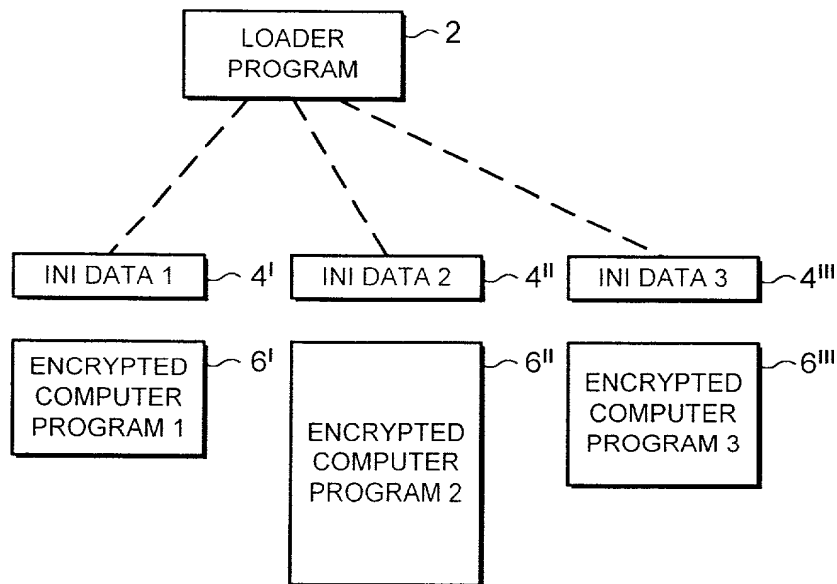 LOADER
PROGRAM
2
INI DATA 1
4I
INI DATA 2
4II
INI DATA 3
4III
ENCRYPTED
COMPUTER
PROGRAM 1
6I
ENCRYPTED
COMPUTER
PROGRAM 2
6II
ENCRYPTED
COMPUTER
PROGRAM 3
6III